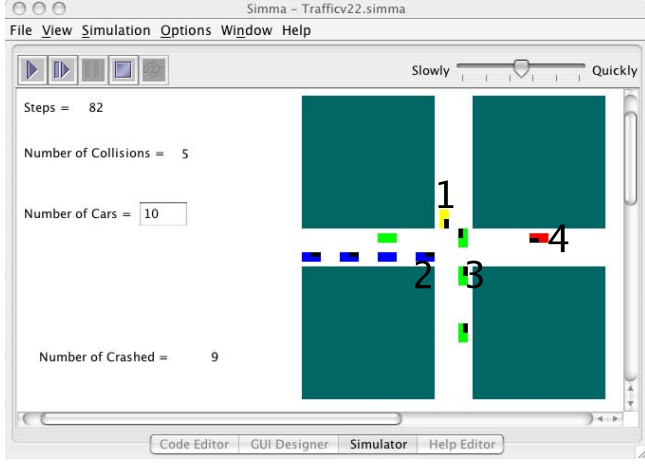 Simma – Trafficv22.simma
File View Simulation Options Window Help
Slowly Quickly
Steps = 82
Number of Collisions = 5
1
Number of Cars = 10
4
2 3
Number of Crashed = 9
Code Editor GUI Designer Simulator Help Editor